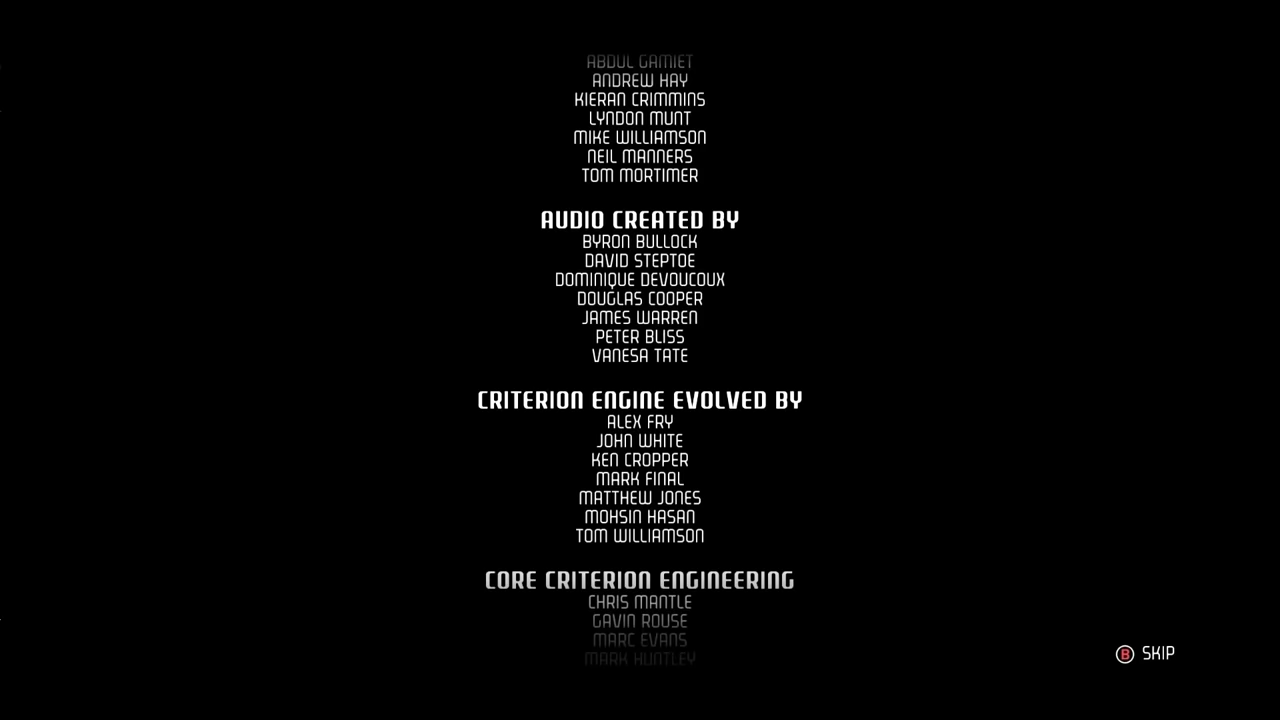 ABDUL GAMIET
ANDREW HAY
KIERAN CRIMMINS
LYNDON MUNT
MIKE WILLIAMSON
NEIL MANNERS
TOM MORTIMER
AUDIO CREATED BY
BYRON BULLOCK
DAVID STEPTOE
DOMINIQUE DEVOUCOUX
DOUGLAS COOPER
JAMES WARREN
PETER BLISS
VANESA TATE
CRITERION ENGINE EVOLVED BY
ALEX FRY
JOHN WHITE
KEN CROPPER
MARK FINAL
MATTHEW JONES
MOHSIN HASAN
TOM WILLIAMSON
CORE CRITERION ENGINEERING
CHRIS MANTLE
GAVIN ROUSE
MARC EVANS
MARK HUNTLEY
B SKIP